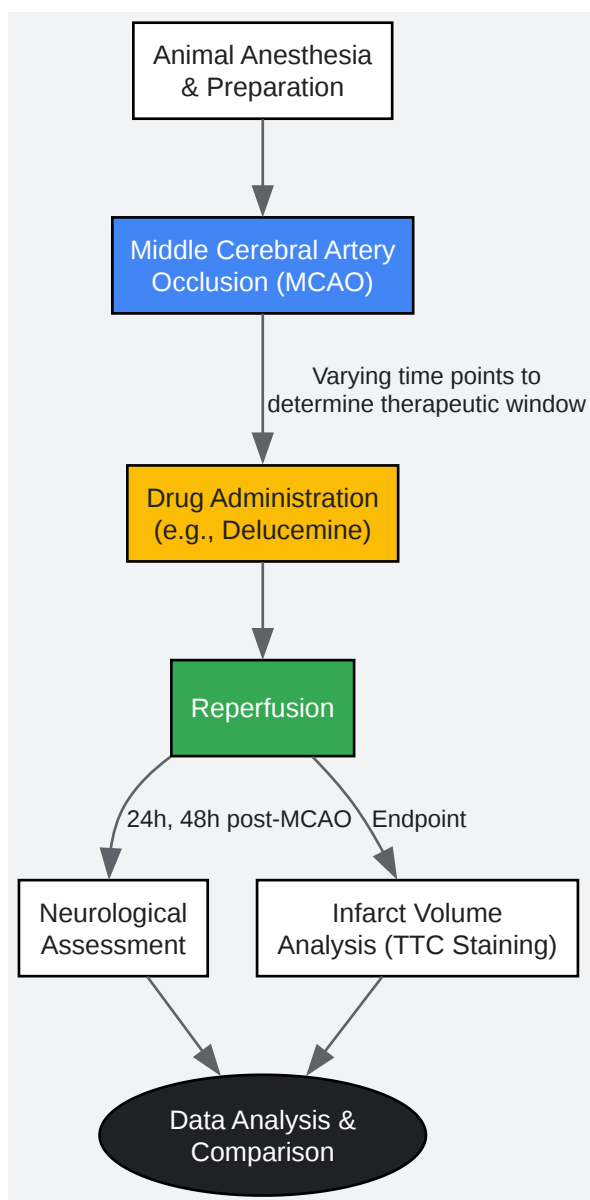 Animal Anesthesia
& Preparation
Middle Cerebral Artery
Occlusion (MCAO)
Varying time points to
determine therapeutic window
Drug Administration
(e.g., Delucemine)
Reperfusion
24h, 48h post-MCAO
Endpoint
Neurological
Assessment
Infarct Volume
Analysis (TTC Staining)
Data Analysis &
Comparison